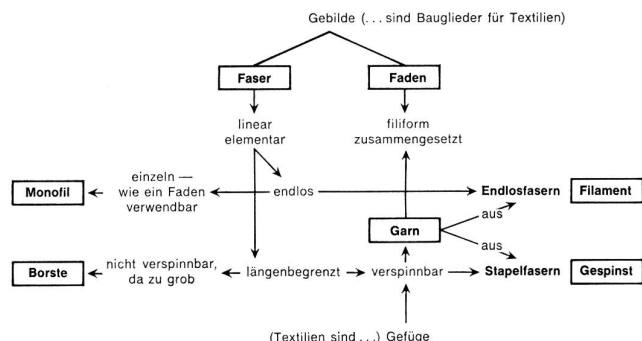 Gebilde (... sind Bauglieder für Textilien)
Faser
Faden
linear
elementar
filiform
zusammengesetzt
Monofil
einzeln —
wie ein Faden
verwendbar
endlos
Endlosfasern
Filament
aus
Garn
aus
Borste
nicht verspinnbar,
da zu grob
längenbegrenzt
verspinnbar
Stapelfasern
Gespinst
(Textilien sind ...) Gefüge